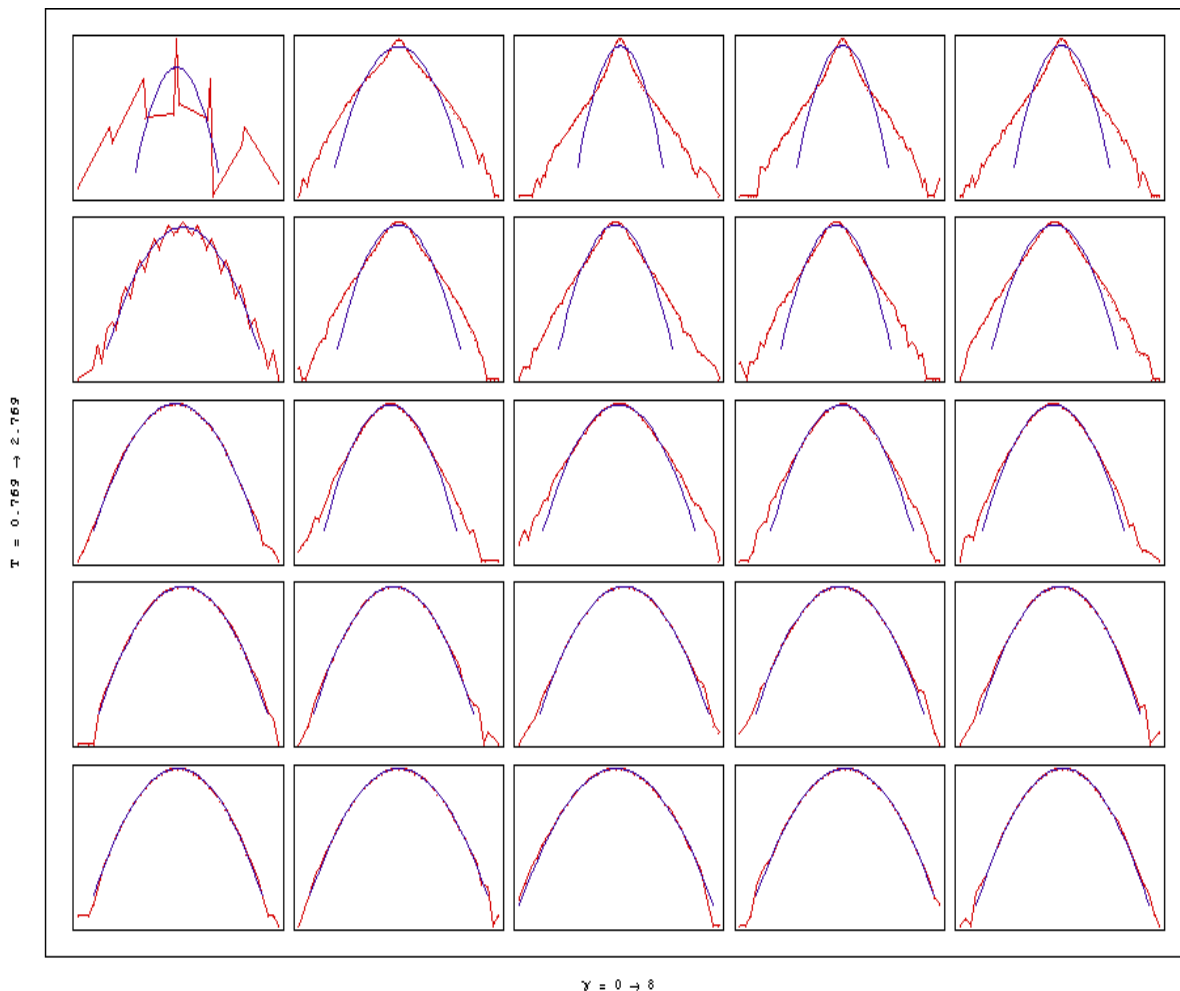 T = 0.769 → 2.769
γ = 0 → 8